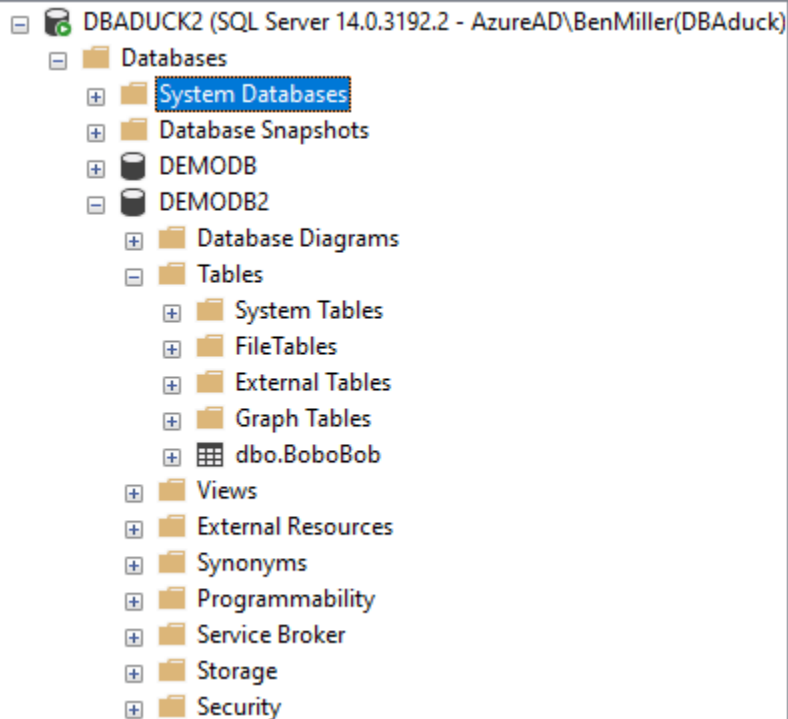 DBADUCK2 (SQL Server 14.0.3192.2 - AzureAD\BenMiller(DBAduck)
Databases
System Databases
Database Snapshots
DEMODB
DEMODB2
Database Diagrams
Tables
System Tables
FileTables
External Tables
Graph Tables
dbo.BoboBob
Views
External Resources
Synonyms
Programmability
Service Broker
Storage
Security